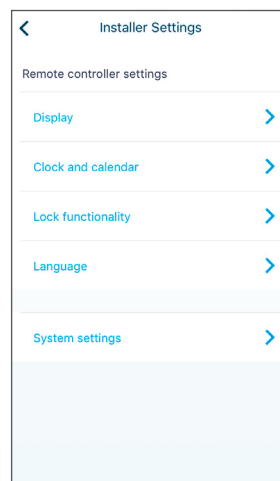 Installer Settings
Remote controller settings
Display
Clock and calendar
Lock functionality
Language
System settings